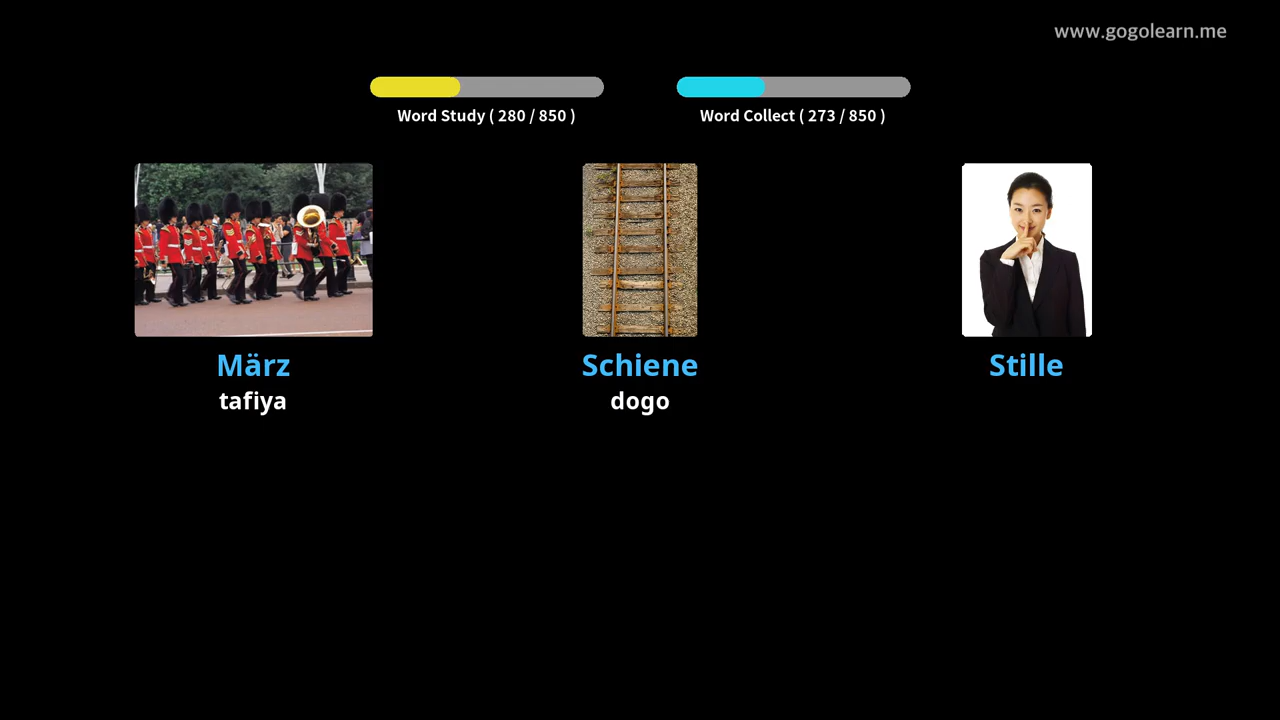 www.gogolearn.me
Word Study ( 280 / 850 )
Word Collect ( 273 / 850 )
März
Schiene
Stille
tafiya
dogo